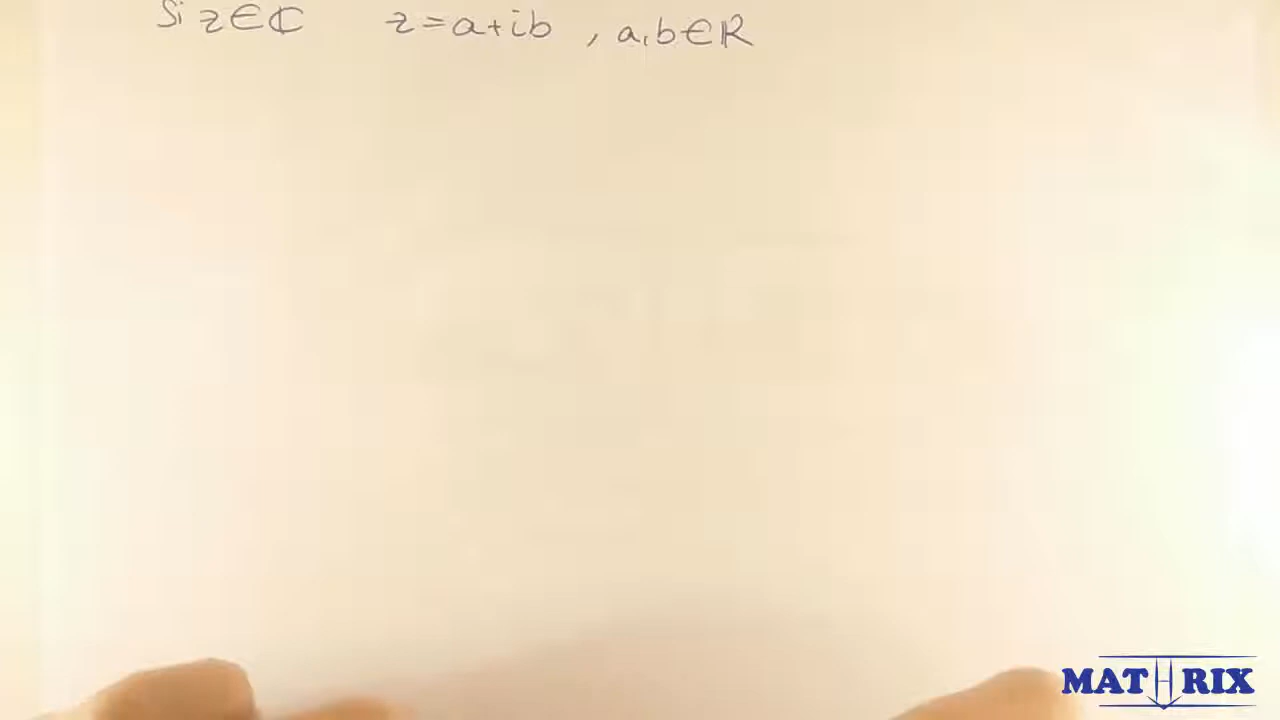 Si z∈ℂ z=a+ib , a,b∈ℝ
MATHRIX